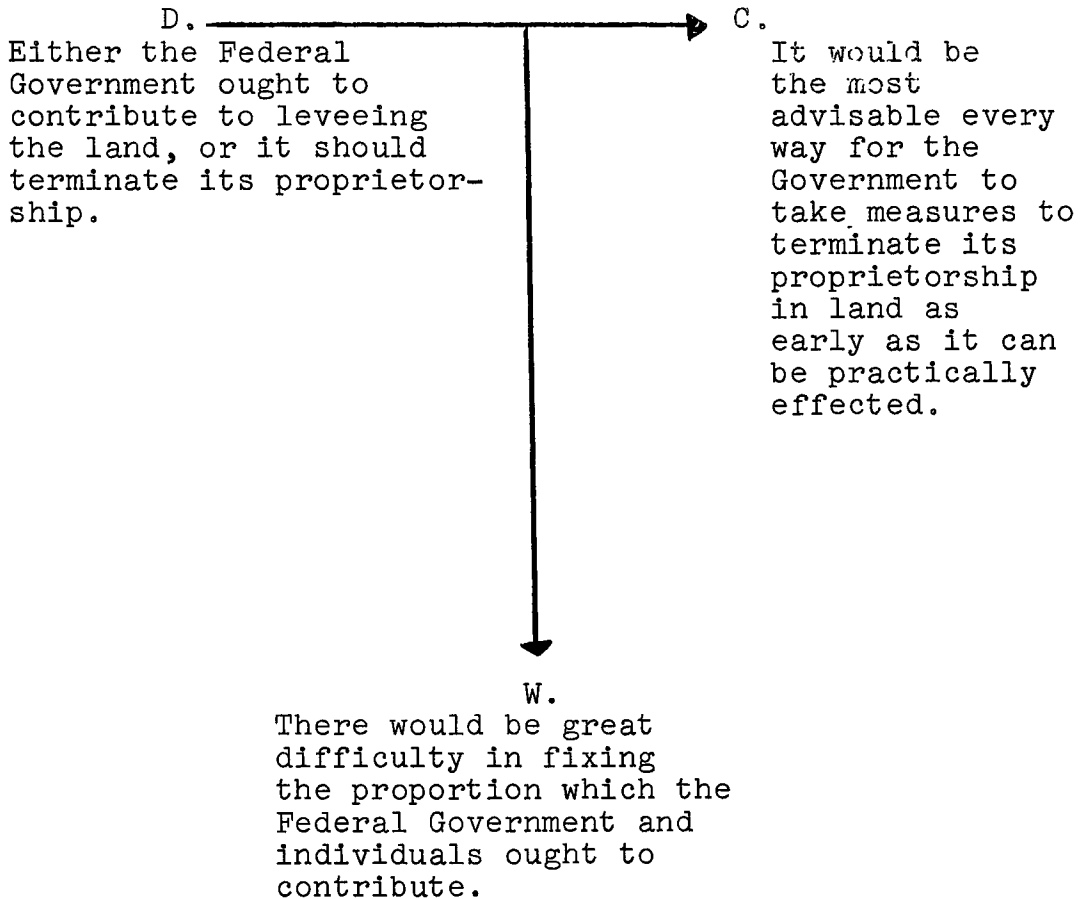 D.
Either the Federal
Government ought to
contribute to leveeing
the land, or it should
terminate its proprietor-
ship.
C.
It would be
the most
advisable every
way for the
Government to
take measures to
terminate its
proprietorship
in land as
early as it can
be practically
effected.
W.
There would be great
difficulty in fixing
the proportion which the
Federal Government and
individuals ought to
contribute.